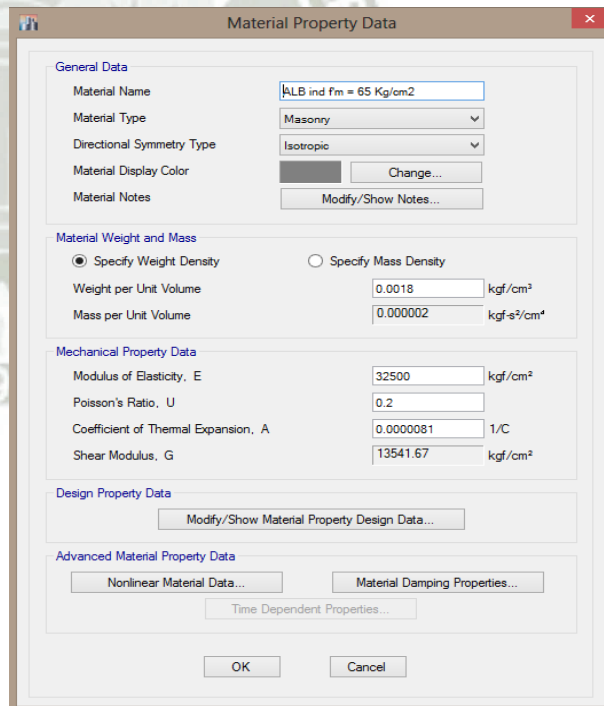 Material Property Data
General Data
Material Name ALB ind f'm = 65 Kg/cm2
Material Type Masonry
Directional Symmetry Type Isotropic
Material Display Color Change...
Material Notes Modify/Show Notes...
Material Weight and Mass
Specify Weight Density Specify Mass Density
Weight per Unit Volume 0.0018 kgf/cm³
Mass per Unit Volume 0.000002 kgf-s²/cm⁴
Mechanical Property Data
Modulus of Elasticity, E 32500 kgf/cm²
Poisson's Ratio, U 0.2
Coefficient of Thermal Expansion, A 0.0000081 1/C
Shear Modulus, G 13541.67 kgf/cm²
Design Property Data
Modify/Show Material Property Design Data...
Advanced Material Property Data
Nonlinear Material Data... Material Damping Properties...
Time Dependent Properties...
OK Cancel